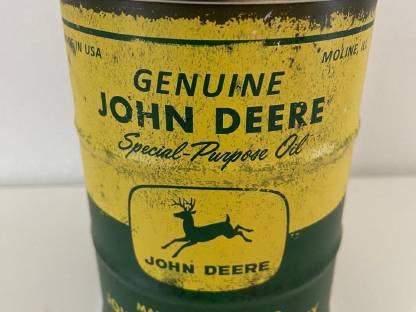 IN USA
MOLINE, ILL
GENUINE
JOHN DEERE
Special-Purpose Oil
JOHN DEERE